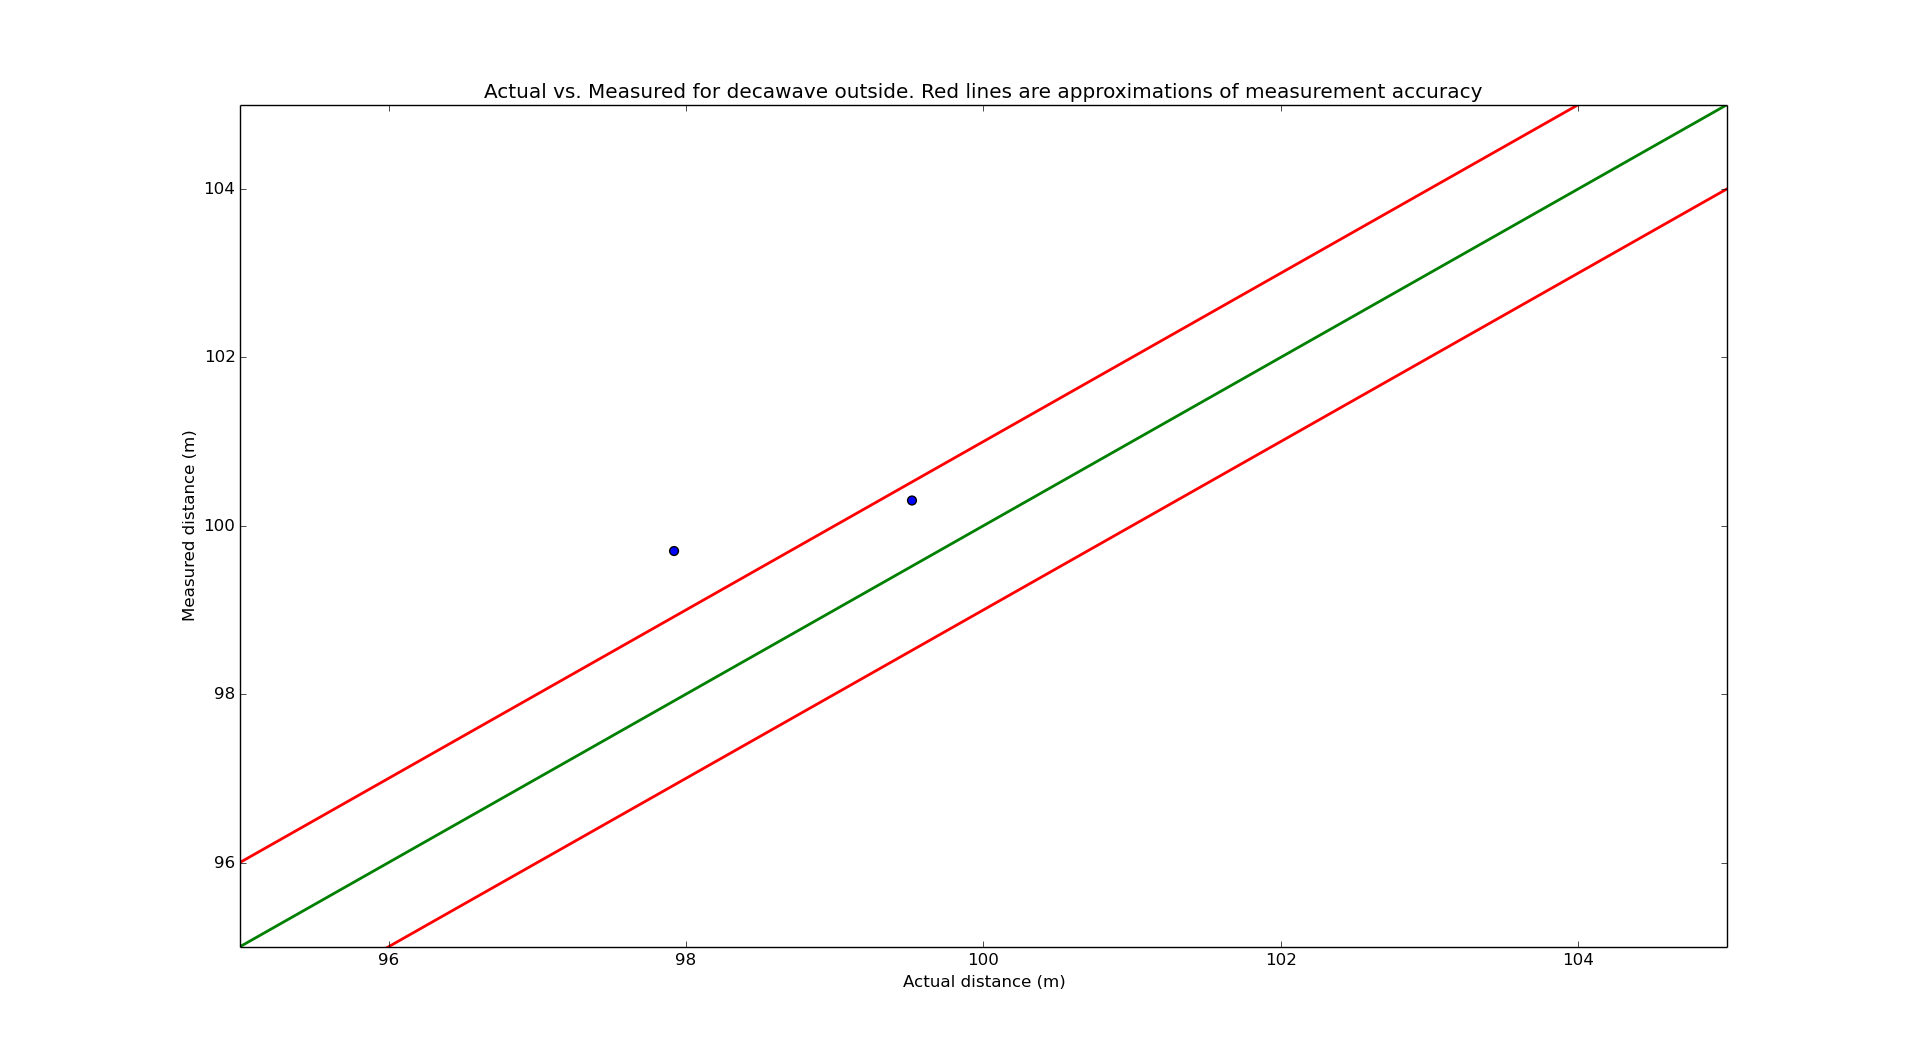 Actual vs. Measured for decawave outside. Red lines are approximations of measurement accuracy
104
102
100
98
96
Measured distance (m)
96 98 100 102 104
Actual distance (m)